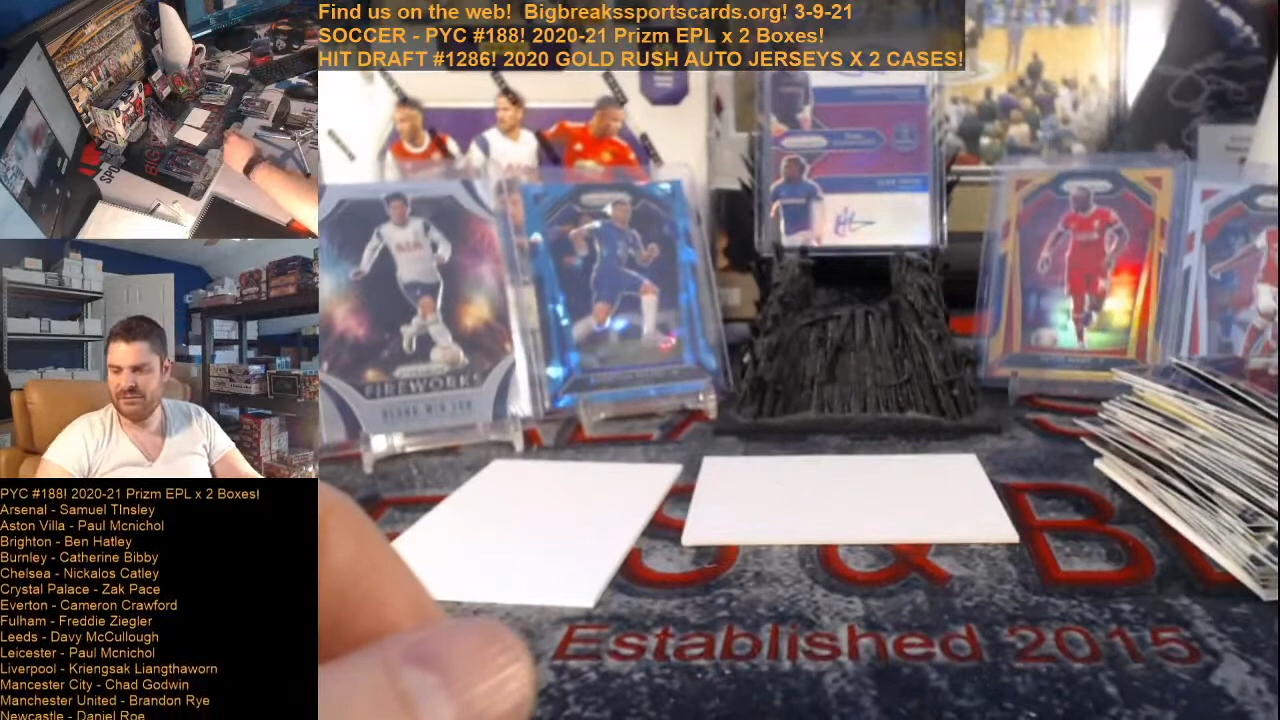 Find us on the web! Bigbreakssportscards.org! 3-9-21
SOCCER - PYC #188! 2020-21 Prizm EPL x 2 Boxes!
HIT DRAFT #1286! 2020 GOLD RUSH AUTO JERSEYS X 2 CASES!
FIREWORKS
HEUNG-MIN SON
S & B
Established 2015
PYC #188! 2020-21 Prizm EPL x 2 Boxes!
Arsenal - Samuel TInsley
Aston Villa - Paul Mcnichol
Brighton - Ben Hatley
Burnley - Catherine Bibby
Chelsea - Nickalos Catley
Crystal Palace - Zak Pace
Everton - Cameron Crawford
Fulham - Freddie Ziegler
Leeds - Davy McCullough
Leicester - Paul Mcnichol
Liverpool - Kriengsak Liangthaworn
Mancester City - Chad Godwin
Manchester United - Brandon Rye
Newcastle - Daniel Roe